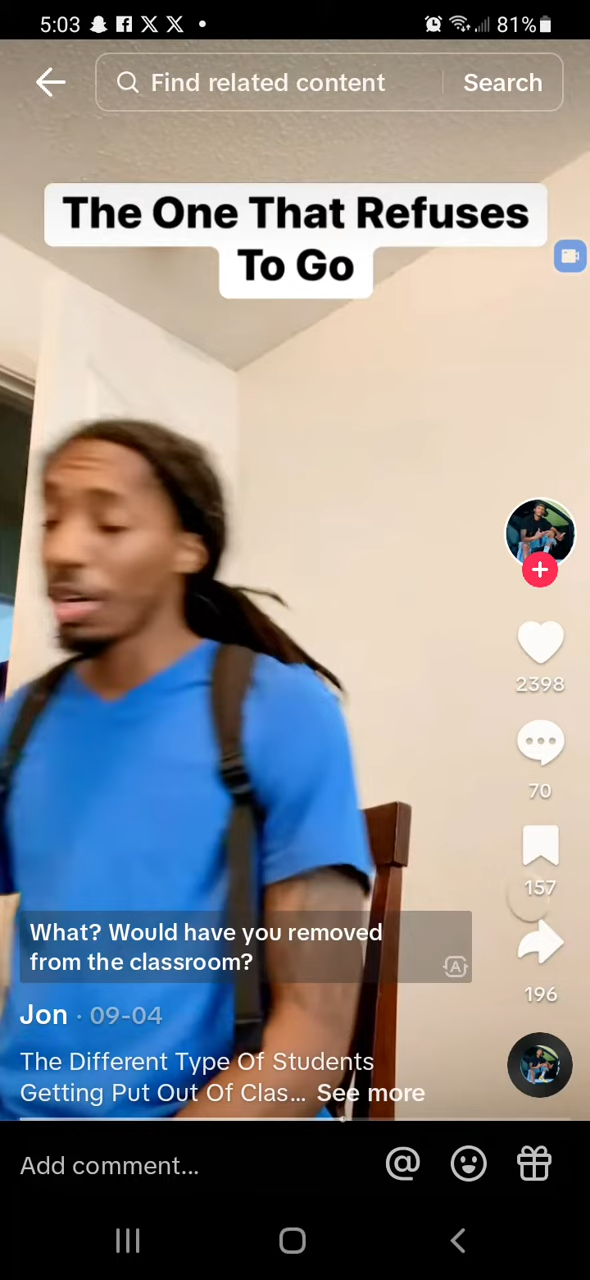 5:03
81%
Find related content
Search
The One That Refuses
To Go
2398
70
157
196
What? Would have you removed
from the classroom?
A
Jon · 09-04
The Different Type Of Students
Getting Put Out Of Clas... See more
Add comment...